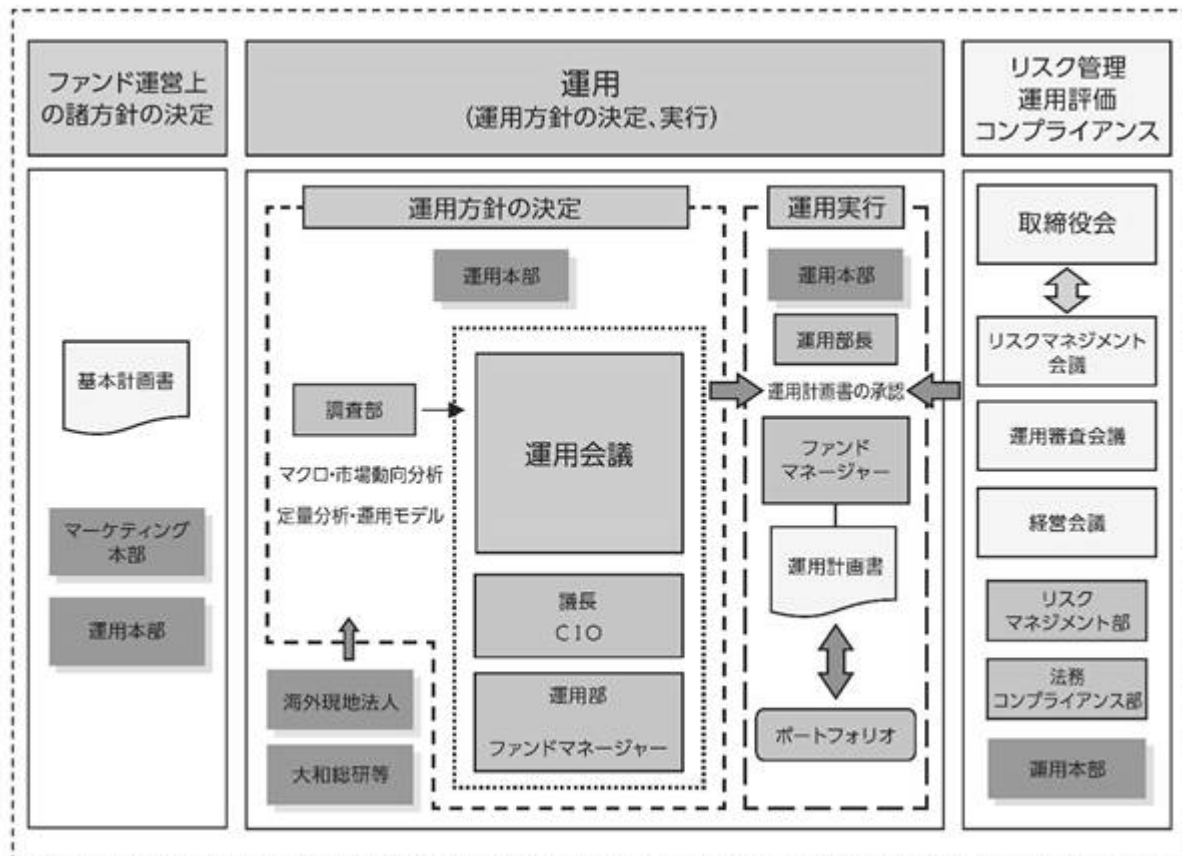 ファンド運営上
の諸方針の決定
運用
(運用方針の決定、実行)
リスク管理
運用評価
コンプライアンス
基本計画書
マーケティング
本部
運用本部
運用方針の決定
運用本部
調査部
マクロ・市場動向分析
定量分析・運用モデル
運用会議
議長
CIO
運用部
ファンドマネージャー
海外現地法人
大和総研等
運用実行
運用本部
運用部長
運用計画書の承認
ファンド
マネージャー
運用計画書
ポートフォリオ
取締役会
リスクマネジメント
会議
運用審査会議
経営会議
リスク
マネジメント部
法務
コンプライアンス部
運用本部